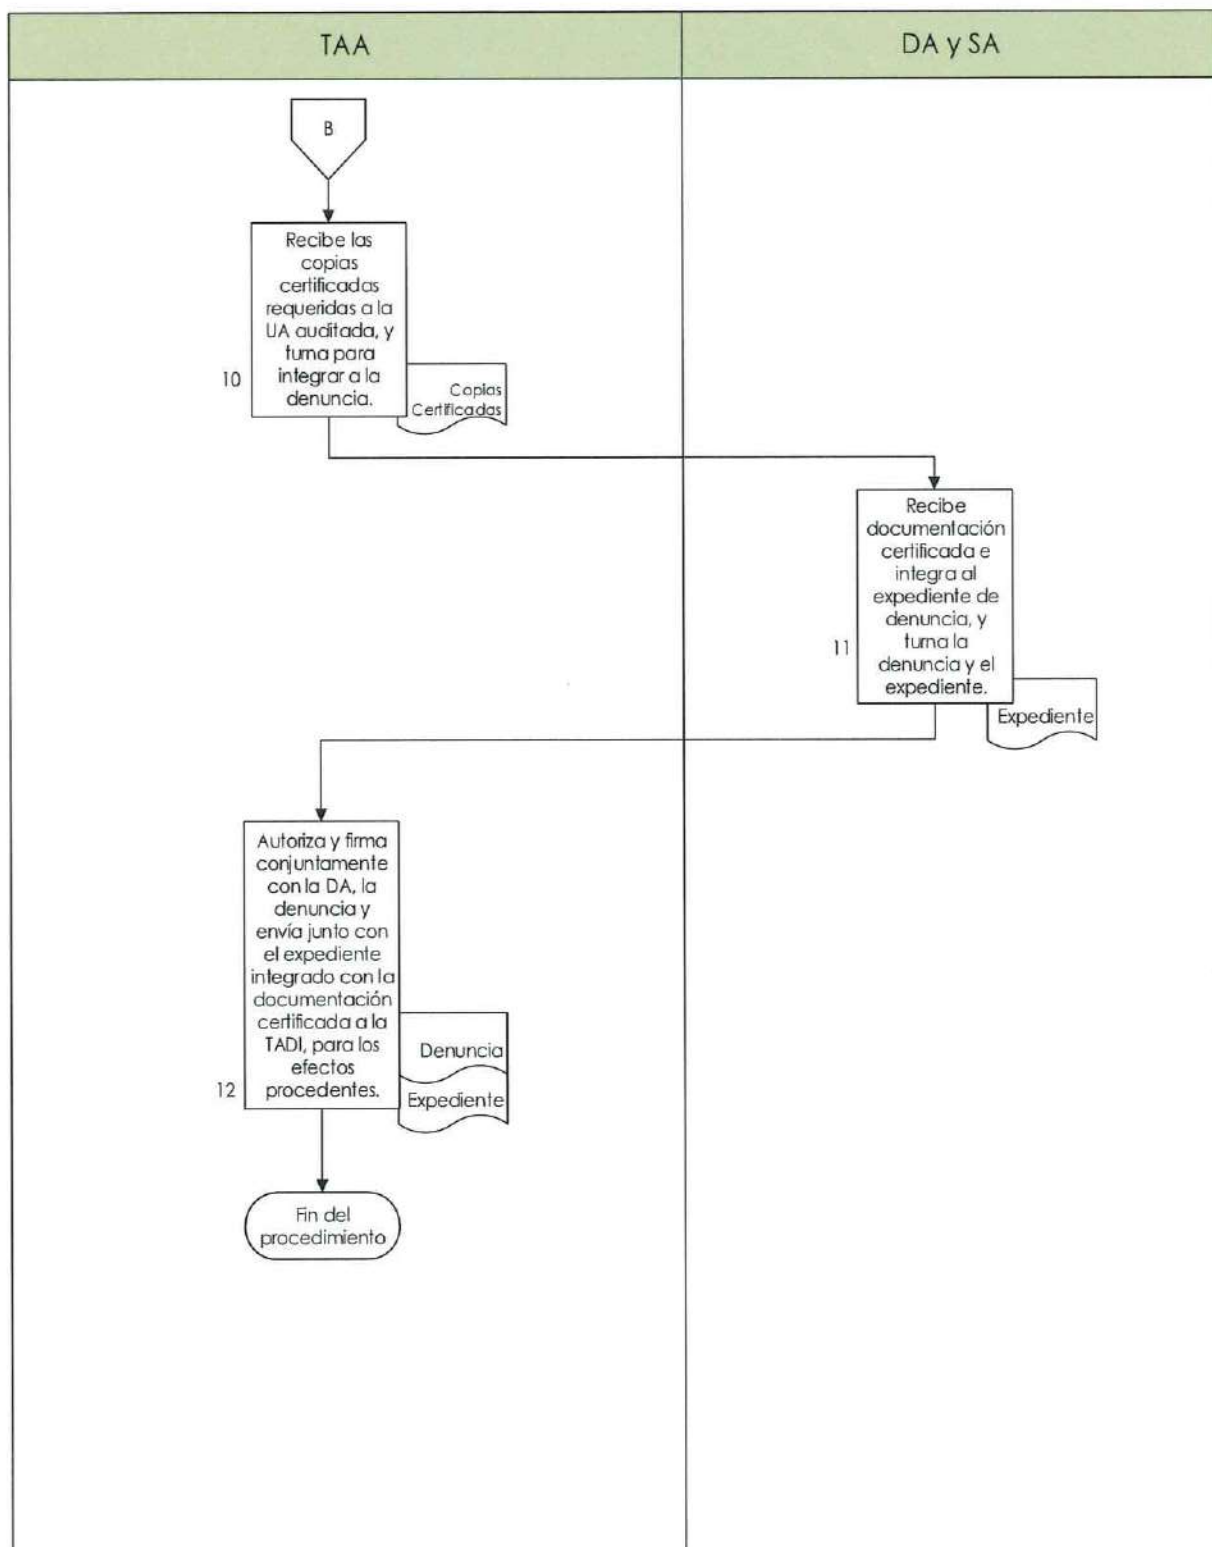 TAA
DA y SA
B
Recibe las
copias
certificadas
requeridas a la
UA auditada, y
turna para
integrar a la
denuncia.
10
Copias
Certificadas
Recibe
documentación
certificada e
integra al
expediente de
denuncia, y
turna la
denuncia y el
expediente.
11
Expediente
Autoriza y firma
conjuntamente
con la DA, la
denuncia y
envía junto con
el expediente
integrado con la
documentación
certificada a la
TADI, para los
efectos
procedentes.
12
Denuncia
Expediente
Fin del
procedimiento